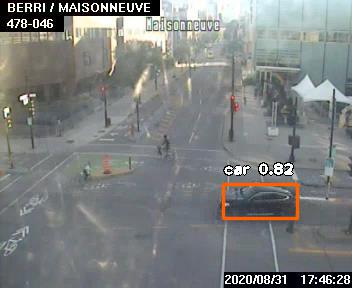 BERRI / MAISONNEUVE
478-046
Maisonneuve
car 0.82
2020/08/31 17:46:28